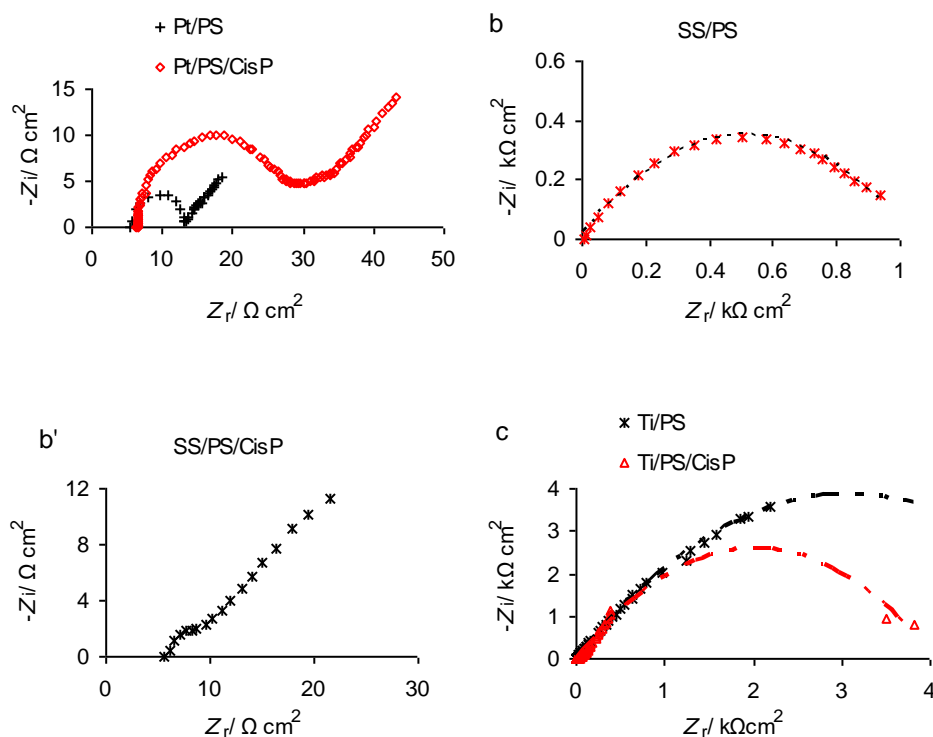 Pt/PS
Pt/PS/CisP
-Zi/ Ω cm²
15
10
5
0
0 10 20 30 40 50
Zr/ Ω cm²
b
SS/PS
-Zi/ kΩ cm²
0.6
0.4
0.2
0
0 0.2 0.4 0.6 0.8 1
Zr/ kΩ cm²
b'
SS/PS/CisP
-Zi/ Ω cm²
12
8
4
0
0 10 20 30
Zr/ Ω cm²
c
Ti/PS
Ti/PS/CisP
-Zi/ kΩ cm²
4
3
2
1
0
0 1 2 3 4
Zr/ kΩcm²